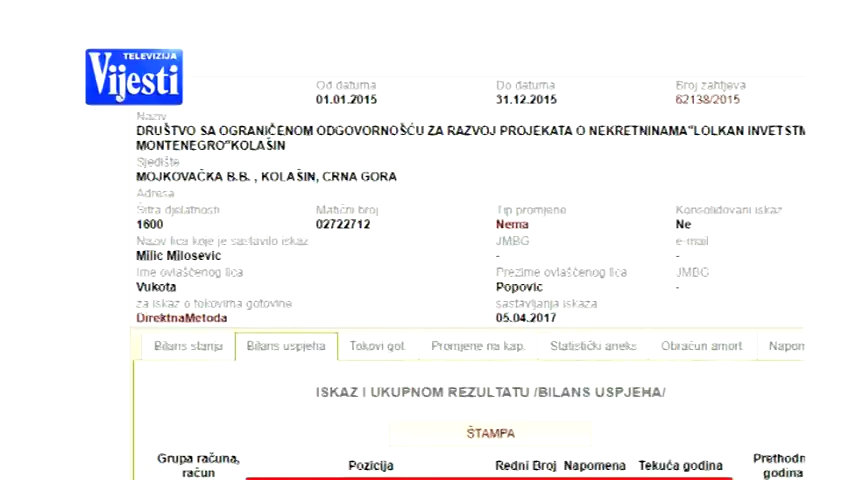 TELEVIZIJA
Vijesti
Od datuma Do datuma Broj zahtjeva
01.01.2015 31.12.2015 62138/2015
Naziv
DRUŠTVO SA OGRANIČENOM ODGOVORNOŠĆU ZA RAZVOJ PROJEKATA O NEKRETNINAMA"LOLKAN INVETSTM
MONTENEGRO"KOLAŠIN
Sjedište
MOJKOVAČKA B.B. , KOLAŠIN, CRNA GORA
Adresa
Šifra djelatnosti Matični broj Tip promjene Konsolidovani iskaz
1600 02722712 Nema Ne
Naziv lica koje je sastavilo iskaz JMBG e-mail
Milic Milosevic - -
Ime ovlašćenog lica Prezime ovlašćenog lica JMBG
Vukota Popovic -
za iskaz o tokovima gotovine sastavljanja iskaza
DirektnaMetoda 05.04.2017
Bilans stanja Bilans uspjeha Tokovi got. Promjene na kap. Statistički aneks Obračun amort Napom
ISKAZ I UKUPNOM REZULTATU /BILANS USPJEHA/
ŠTAMPA
Grupa računa, račun Pozicija Redni Broj Napomena Tekuća godina Prethodn godina